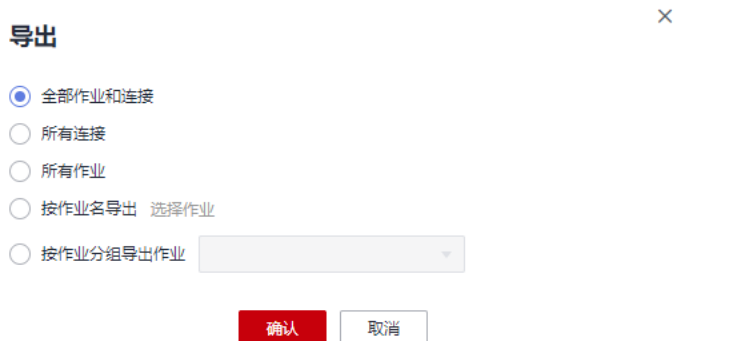 导出
全部作业和连接
所有连接
所有作业
按作业名导出 选择作业
按作业分组导出作业
确认 取消